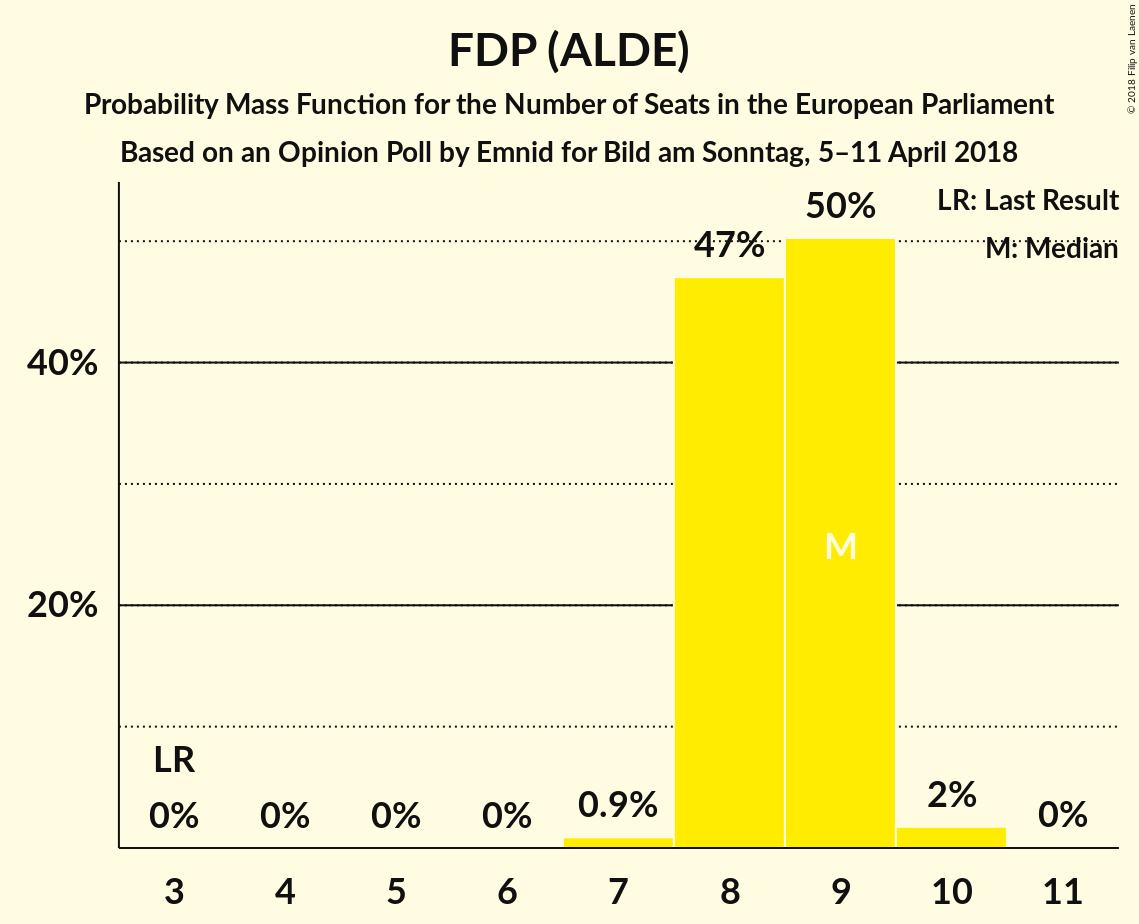 FDP (ALDE)
Probability Mass Function for the Number of Seats in the European Parliament
Based on an Opinion Poll by Emnid for Bild am Sonntag, 5–11 April 2018
© 2018 Filip van Laenen
LR: Last Result
M: Median
50%
47%
40%
M
20%
LR
0%
0%
0%
0%
0.9%
2%
0%
3
4
5
6
7
8
9
10
11